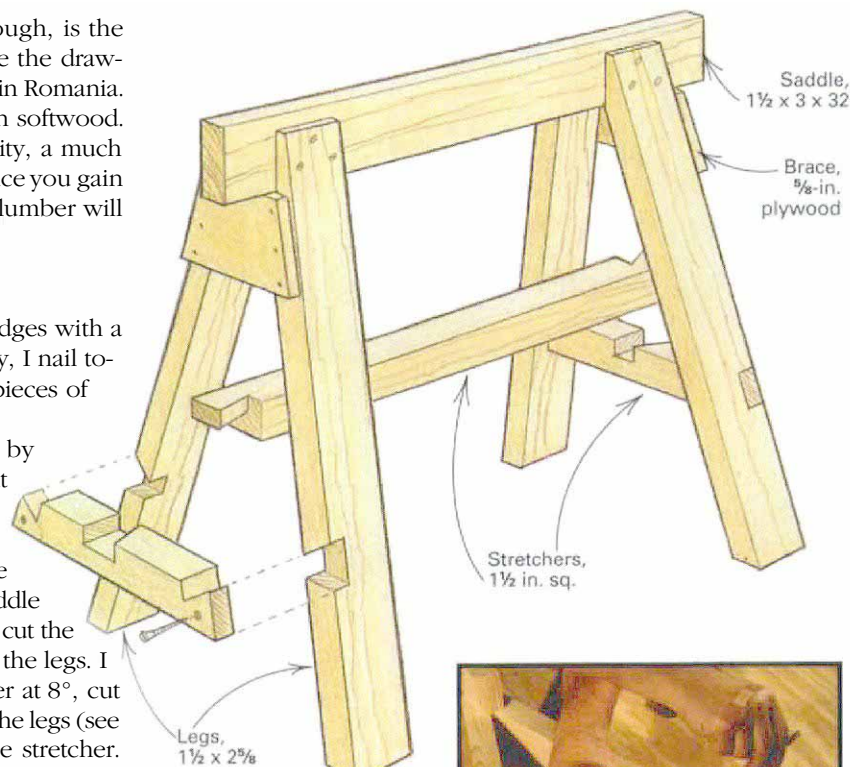 ough, is the
e the draw-
in Romania.
n softwood.
ity, a much
ce you gain
lumber will
dges with a
y, I nail to-
pieces of
by
t
e
ddle
cut the
the legs. I
er at 8°, cut
he legs (see
e stretcher.
Saddle,
1½ x 3 x 32
Brace,
⅝-in.
plywood
Stretchers,
1½ in. sq.
Legs,
1½ x 2⅝